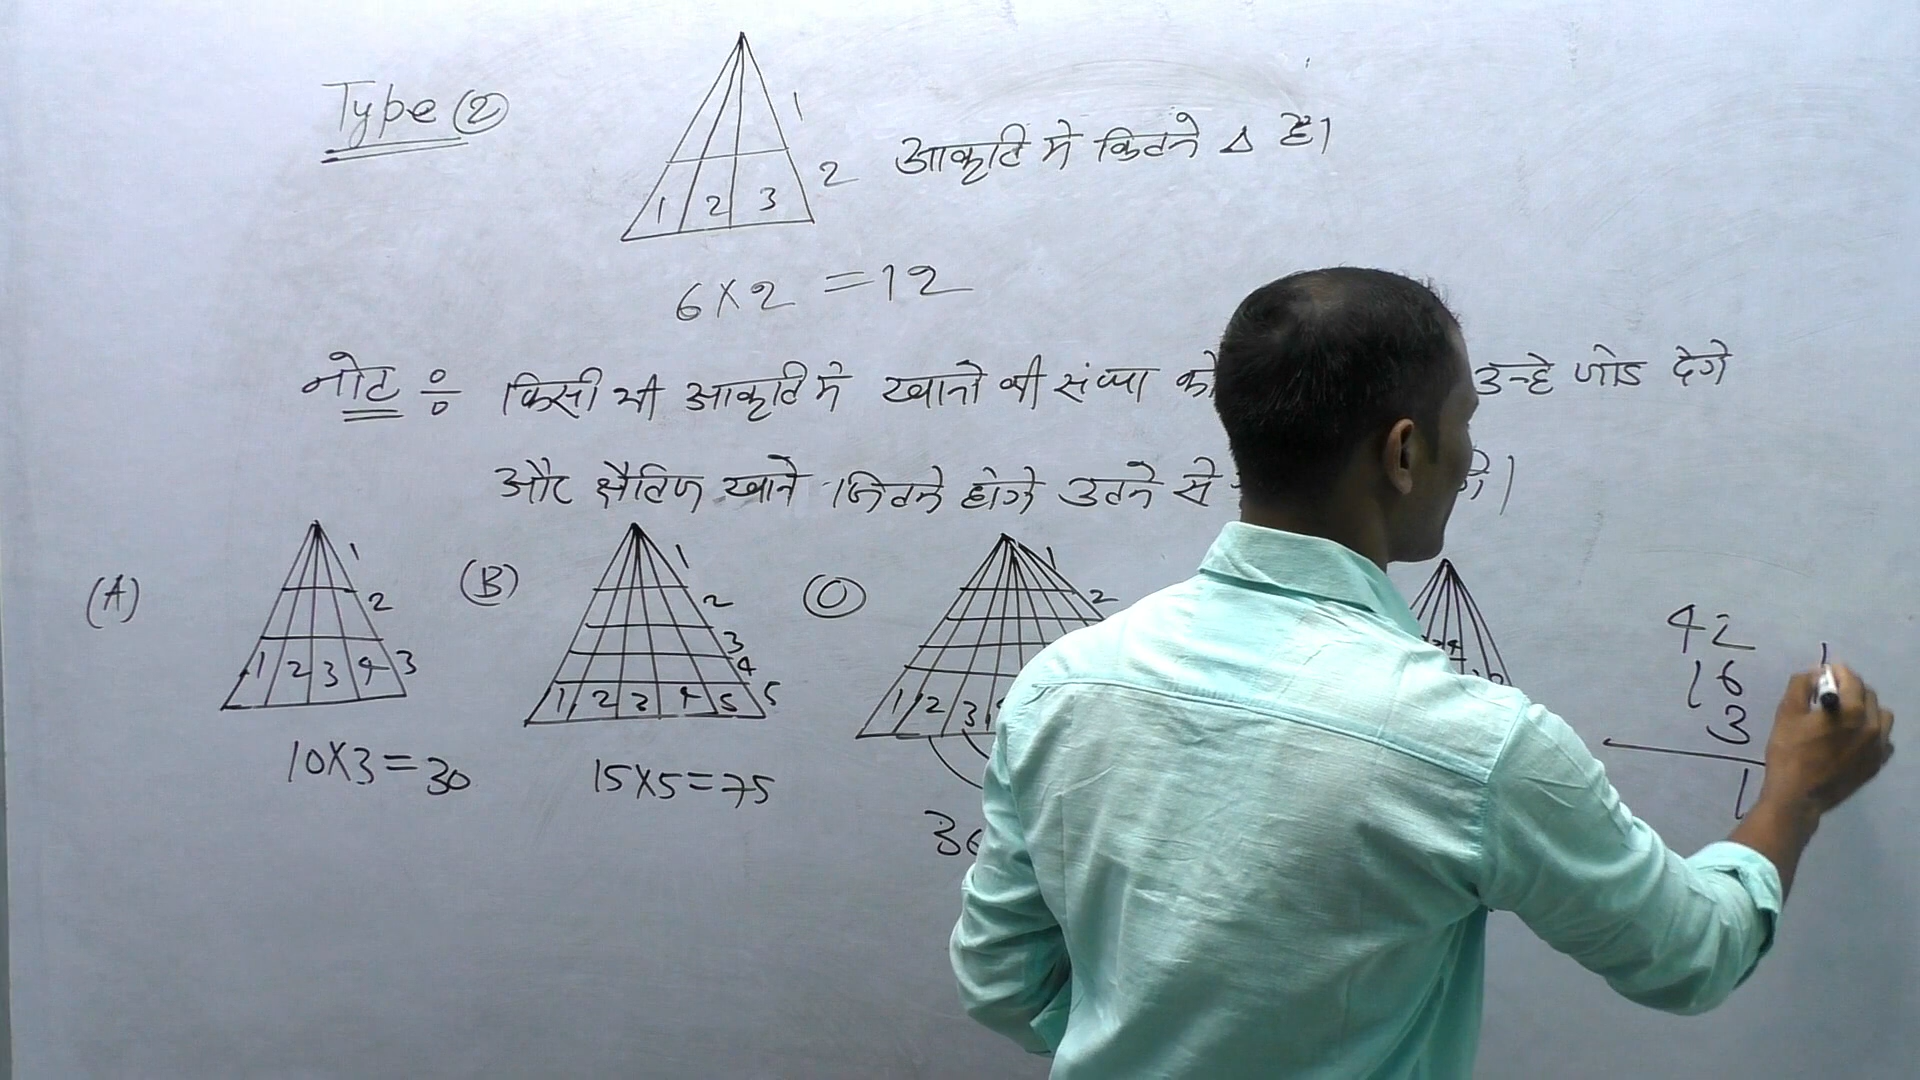 Type (2)
1
2
1 2 3
आकृति मे कितने Δ है।
6×2 =12
नोट ÷ किसी भी आकृति मे खानो की संख्या को उन्हे जोड देगे
और क्षैतिज खाने जितने होगे उतने से
(A)
1
2
3
1 2 3 4
10×3=30
(B)
1
2
3
4
5
1 2 3 4 5
15×5=75
1
2
1 2 3
36
42
16
3
1